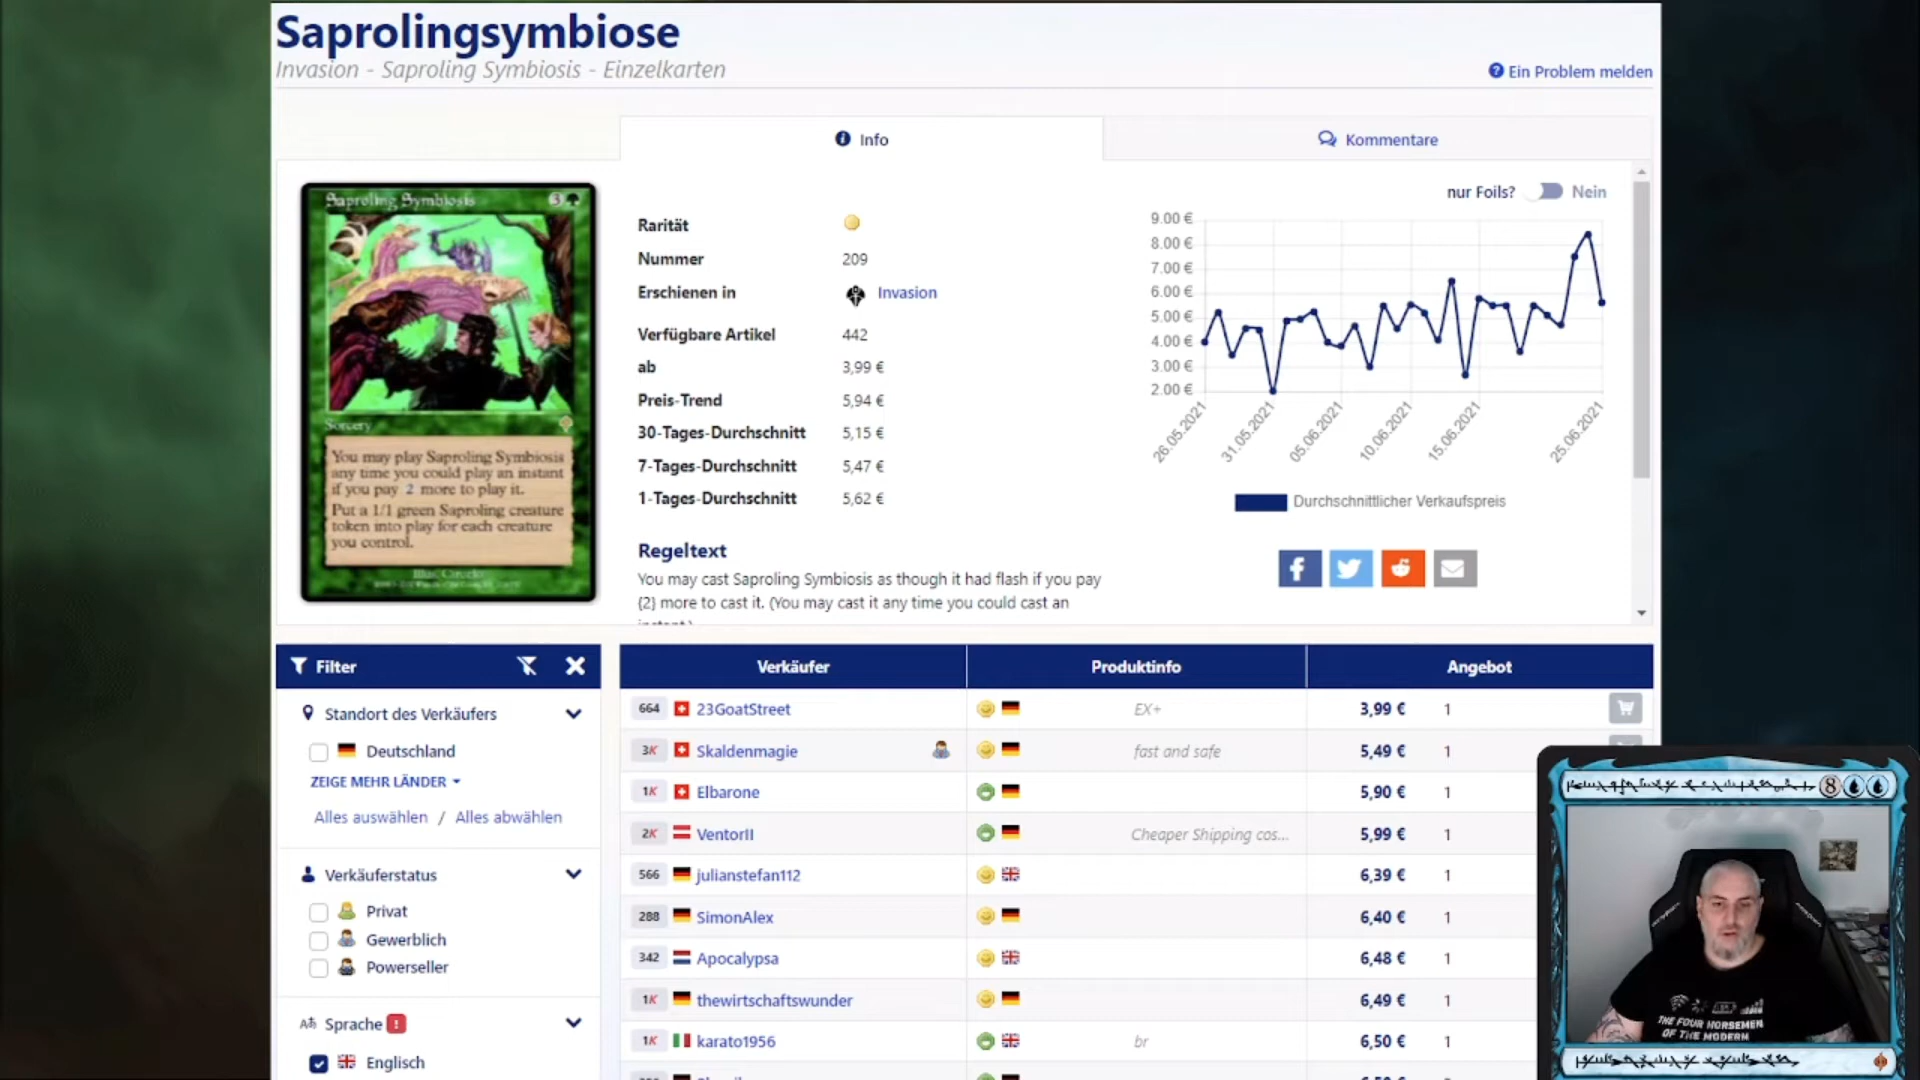 Saprolingsymbiose
Invasion - Saproling Symbiosis - Einzelkarten
Ein Problem melden
Info
Kommentare
nur Foils? Nein
Saproling Symbiosis 3
Sorcery
You may play Saproling Symbiosis
any time you could play an instant
if you pay 2 more to play it.
Put a 1/1 green Saproling creature
token into play for each creature
you control.
Rarität
Nummer 209
Erschienen in Invasion
Verfügbare Artikel 442
ab 3,99 €
Preis-Trend 5,94 €
30-Tages-Durchschnitt 5,15 €
7-Tages-Durchschnitt 5,47 €
1-Tages-Durchschnitt 5,62 €
Regeltext
You may cast Saproling Symbiosis as though it had flash if you pay
{2} more to cast it. (You may cast it any time you could cast an
instant.)
9.00 €
8.00 €
7.00 €
6.00 €
5.00 €
4.00 €
3.00 €
2.00 €
26.05.2021
31.05.2021
05.06.2021
10.06.2021
15.06.2021
25.06.2021
Durchschnittlicher Verkaufspreis
Filter
Standort des Verkäufers
Deutschland
ZEIGE MEHR LÄNDER
Alles auswählen / Alles abwählen
Verkäuferstatus
Privat
Gewerblich
Powerseller
Sprache
Englisch
Verkäufer Produktinfo Angebot
664 23GoatStreet EX+ 3,99 € 1
3K Skaldenmagie fast and safe 5,49 € 1
1K Elbarone 5,90 € 1
2K VentorII Cheaper Shipping cos... 5,99 € 1
566 julianstefan112 6,39 € 1
288 SimonAlex 6,40 € 1
342 Apocalypsa 6,48 € 1
1K thewirtschaftswunder 6,49 € 1
1K karato1956 br 6,50 € 1
8
THE FOUR HORSEMEN
OF THE MODERN